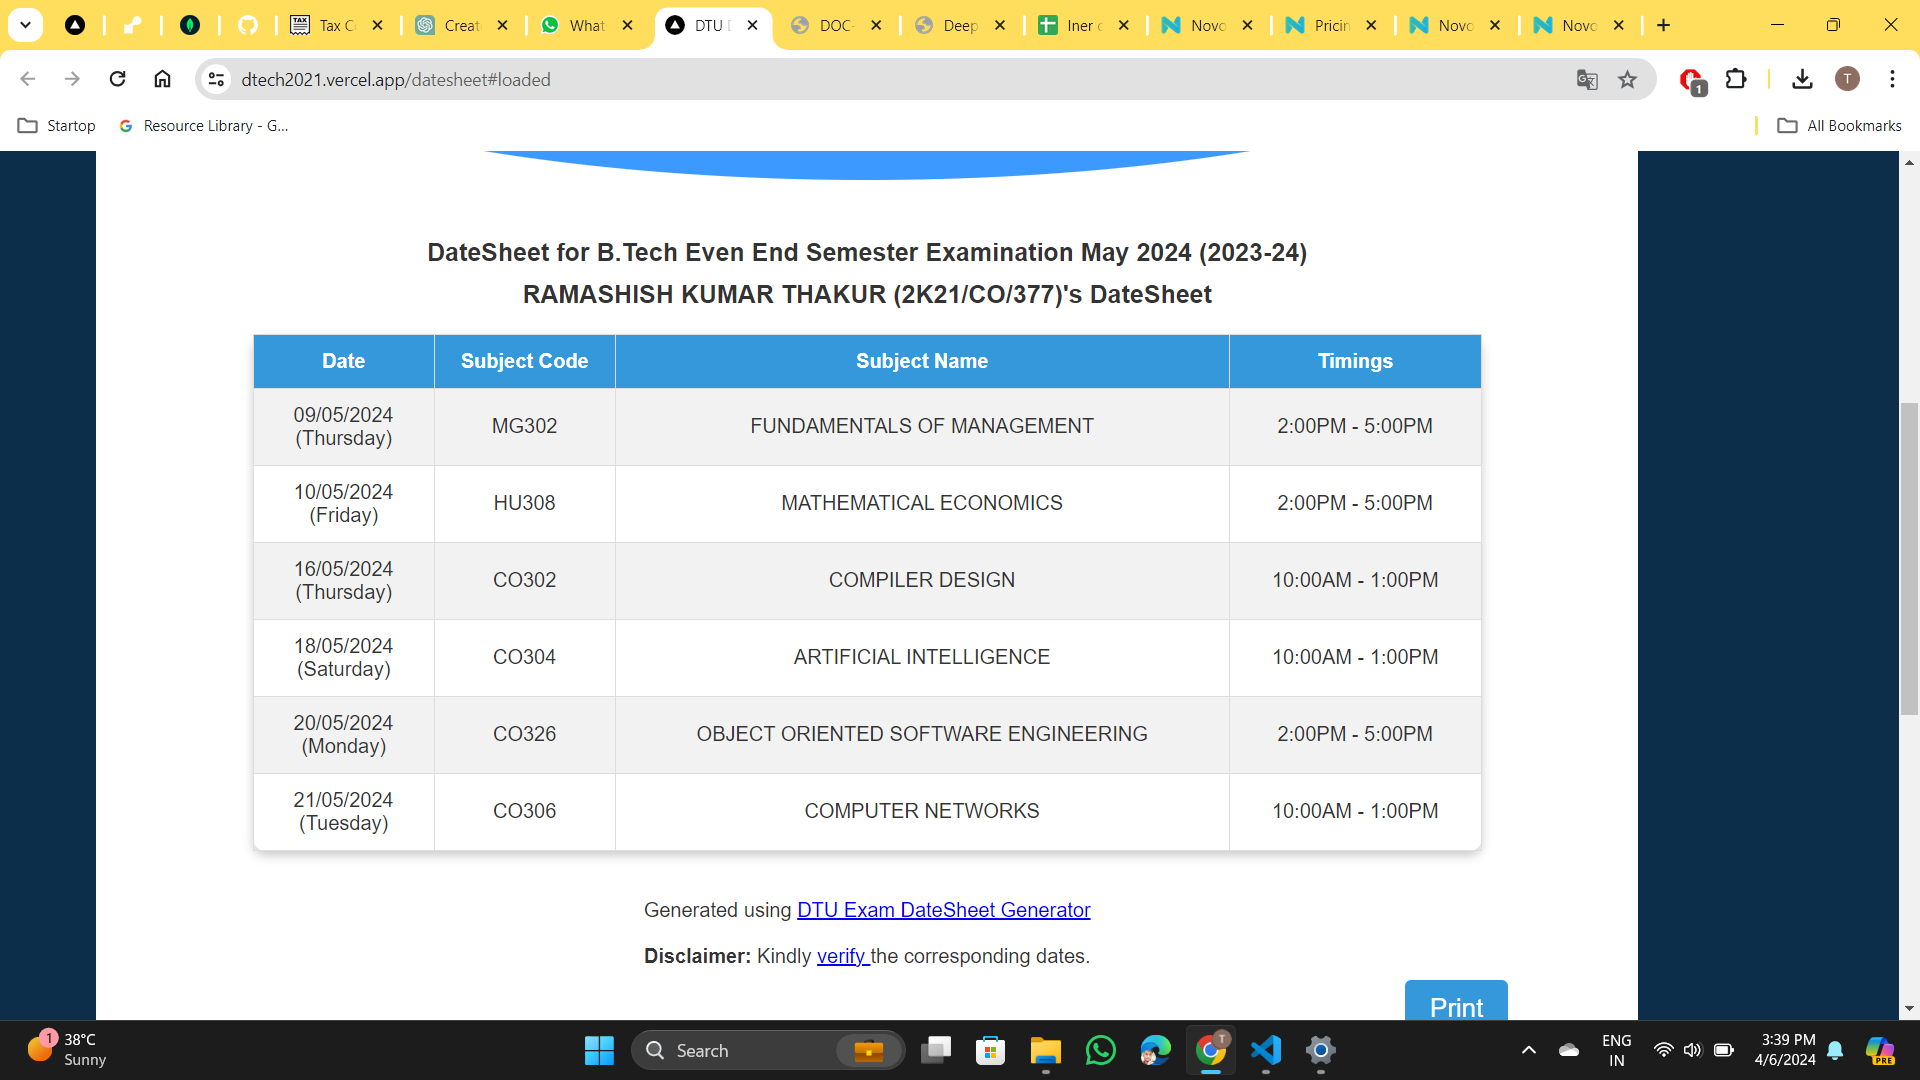 Tax C
Creat
What
DTU D
DOC-
Deep
Iner c
Novo
Pricin
Novo
Novo
dtech2021.vercel.app/datesheet#loaded
1
T
Startop
Resource Library - G...
All Bookmarks
DateSheet for B.Tech Even End Semester Examination May 2024 (2023-24)
RAMASHISH KUMAR THAKUR (2K21/CO/377)'s DateSheet
Date Subject Code Subject Name Timings
09/05/2024
(Thursday)
MG302 FUNDAMENTALS OF MANAGEMENT 2:00PM - 5:00PM
10/05/2024
(Friday)
HU308 MATHEMATICAL ECONOMICS 2:00PM - 5:00PM
16/05/2024
(Thursday)
CO302 COMPILER DESIGN 10:00AM - 1:00PM
18/05/2024
(Saturday)
CO304 ARTIFICIAL INTELLIGENCE 10:00AM - 1:00PM
20/05/2024
(Monday)
CO326 OBJECT ORIENTED SOFTWARE ENGINEERING 2:00PM - 5:00PM
21/05/2024
(Tuesday)
CO306 COMPUTER NETWORKS 10:00AM - 1:00PM
Generated using DTU Exam DateSheet Generator
Disclaimer: Kindly verify the corresponding dates.
Print
1
38°C
Sunny
Search
T
ENG
IN
3:39 PM
4/6/2024
PRE